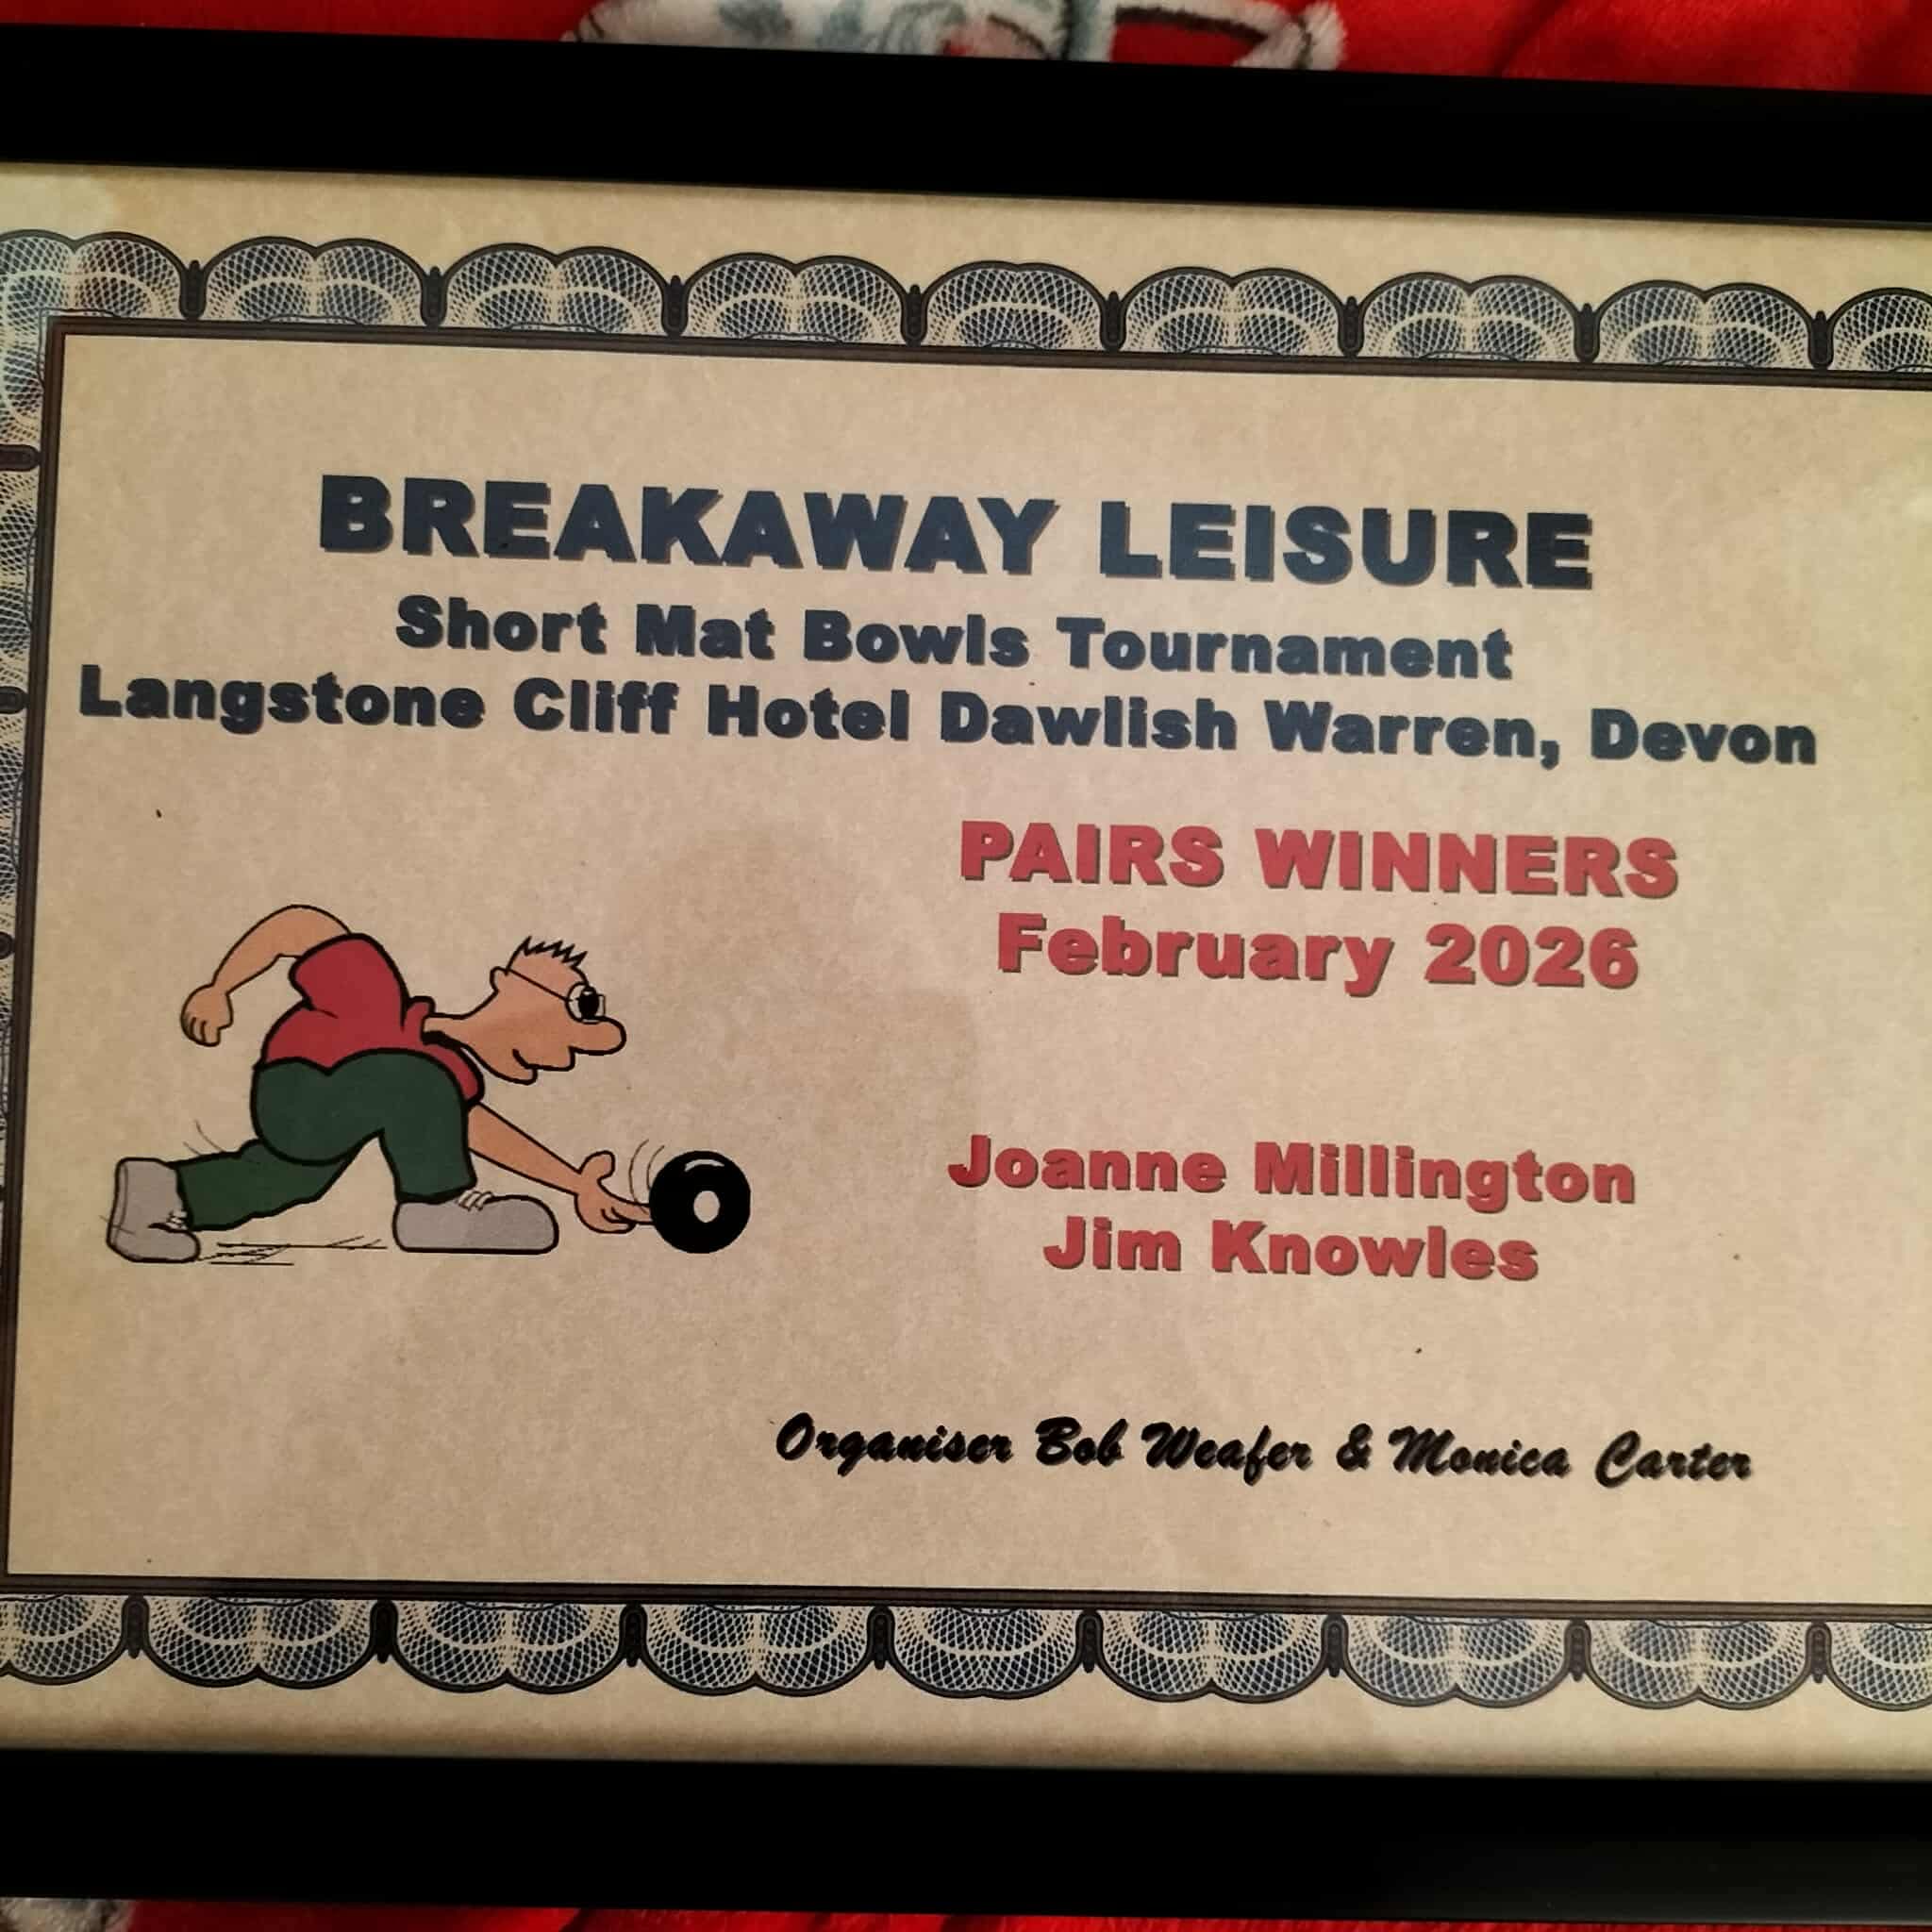 BREAKAWAY LEISURE
Short Mat Bowls Tournament
Langstone Cliff Hotel Dawlish Warren, Devon
PAIRS WINNERS
February 2026
Joanne Millington
Jim Knowles
Organiser Bob Weafer & Monica Carter